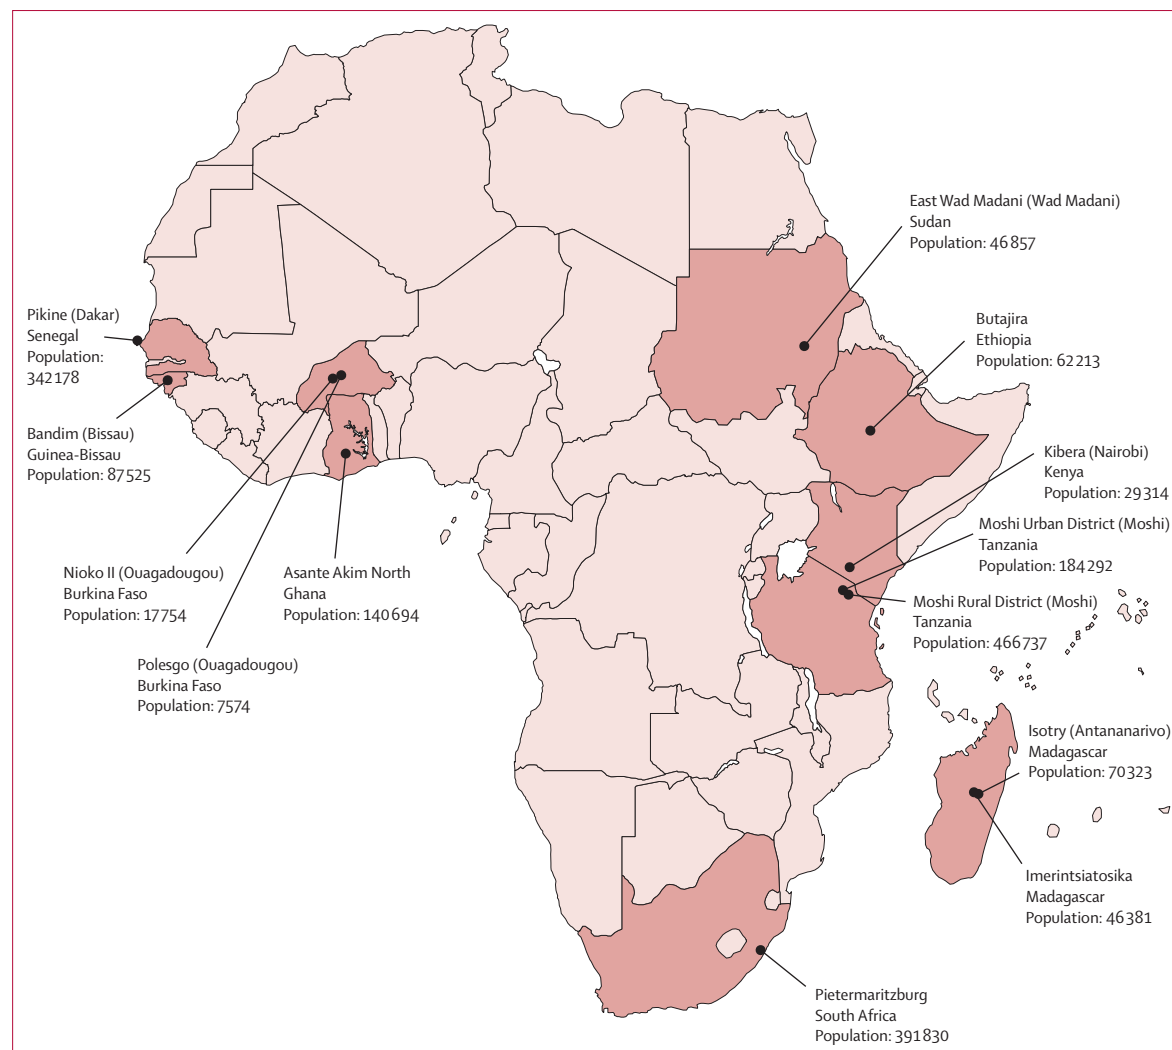 East Wad Madani (Wad Madani)
Sudan
Population: 46 857
Pikine (Dakar)
Senegal
Population:
342 178
Butajira
Ethiopia
Population: 62 213
Bandim (Bissau)
Guinea-Bissau
Population: 87 525
Kibera (Nairobi)
Kenya
Population: 29 314
Moshi Urban District (Moshi)
Tanzania
Population: 184 292
Nioko II (Ouagadougou)
Burkina Faso
Population: 17 754
Asante Akim North
Ghana
Population: 140 694
Moshi Rural District (Moshi)
Tanzania
Population: 466 737
Polesgo (Ouagadougou)
Burkina Faso
Population: 7574
Isotry (Antananarivo)
Madagascar
Population: 70 323
Imerintsiatosika
Madagascar
Population: 46 381
Pietermaritzburg
South Africa
Population: 391 830